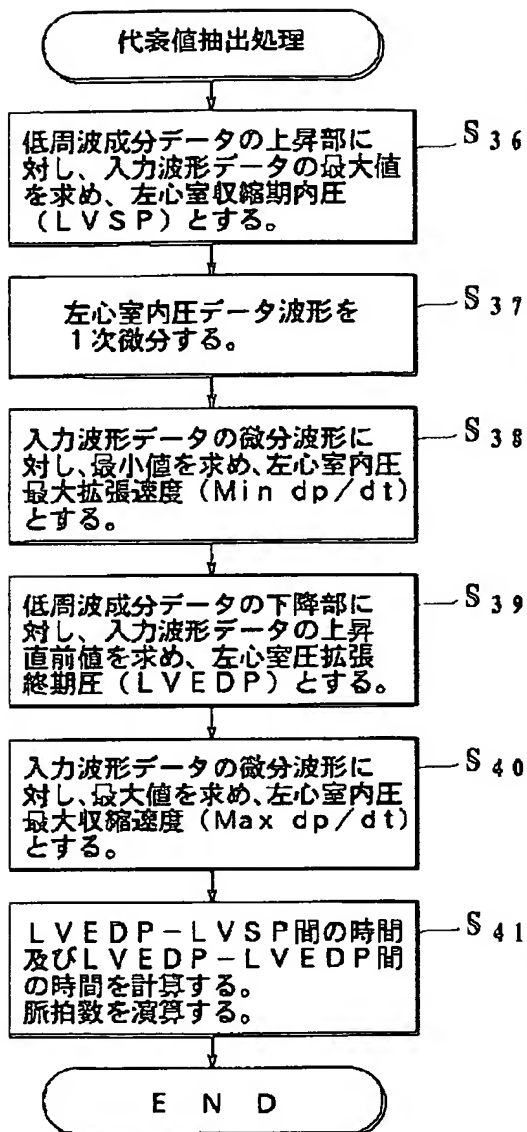 代表値抽出処理
低周波成分データの上昇部に
対し、入力波形データの最大値
を求め、左心室収縮期内圧
(LVSP)とする。
S36
左心室内圧データ波形を
1次微分する。
S37
入力波形データの微分波形に
対し、最小値を求め、左心室内圧
最大拡張速度(Min dp/dt)
とする。
S38
低周波成分データの下降部に
対し、入力波形データの上昇
直前値を求め、左心室圧拡張
終期圧(LVEDP)とする。
S39
入力波形データの微分波形に
対し、最大値を求め、左心室内圧
最大収縮速度(Max dp/dt)
とする。
S40
LVEDP-LVSP間の時間
及びLVEDP-LVEDP間
の時間を計算する。
脈拍数を演算する。
S41
END